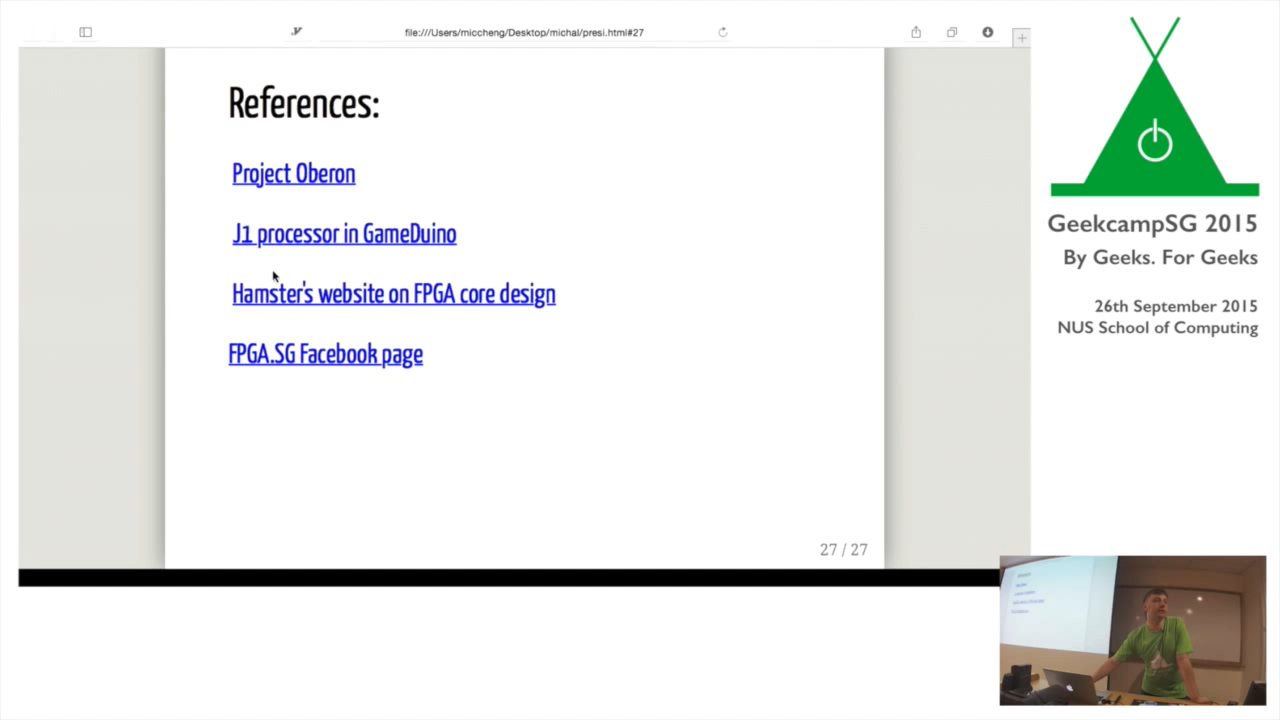 file:///Users/miccheng/Desktop/michal/presi.html#27
References:
Project Oberon
J1 processor in GameDuino
Hamster's website on FPGA core design
FPGA.SG Facebook page
27 / 27
GeekcampSG 2015
By Geeks. For Geeks
26th September 2015
NUS School of Computing